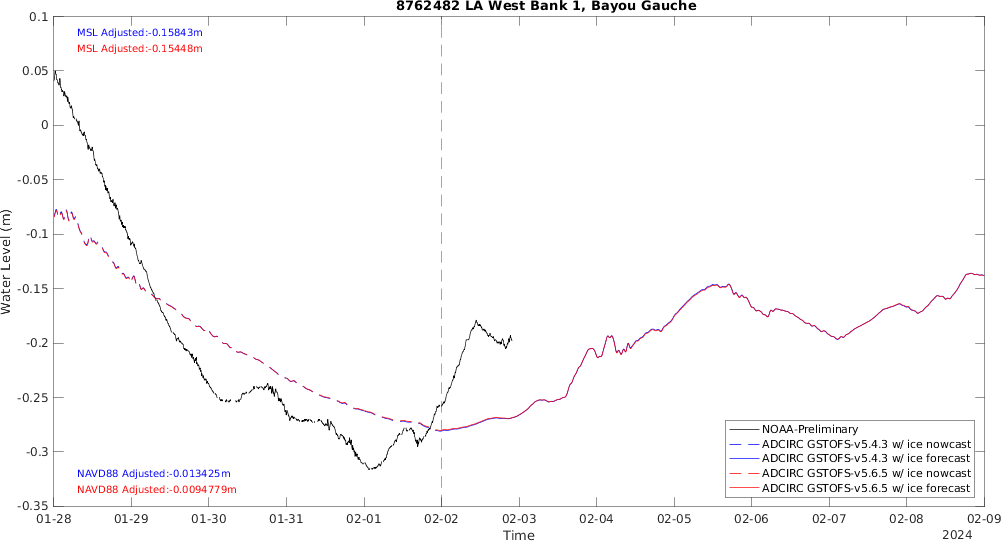 8762482 LA West Bank 1, Bayou Gauche
MSL Adjusted:-0.15843m
MSL Adjusted:-0.15448m
0.1
0.05
0
-0.05
-0.1
-0.15
-0.2
-0.25
-0.3
-0.35
Water Level (m)
NAVD88 Adjusted:-0.013425m
NAVD88 Adjusted:-0.0094779m
NOAA-Preliminary
ADCIRC GSTOFS-v5.4.3 w/ ice nowcast
ADCIRC GSTOFS-v5.4.3 w/ ice forecast
ADCIRC GSTOFS-v5.6.5 w/ ice nowcast
ADCIRC GSTOFS-v5.6.5 w/ ice forecast
01-28 01-29 01-30 01-31 02-01 02-02 02-03 02-04 02-05 02-06 02-07 02-08 02-09
Time
2024